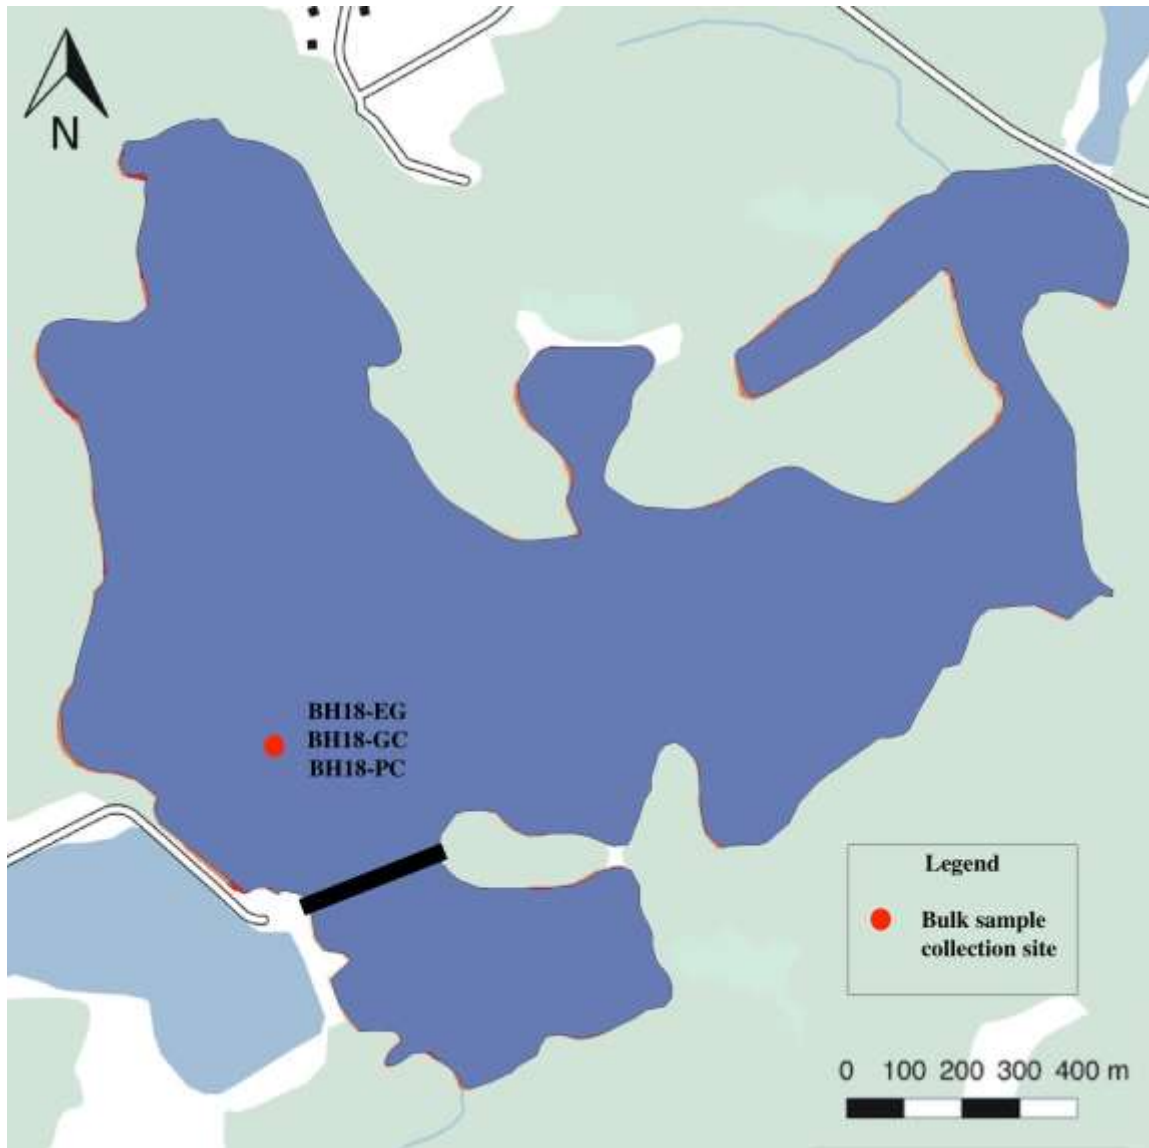 N
BH18-EG
BH18-GC
BH18-PC
Legend
Bulk sample
collection site
0 100 200 300 400 m